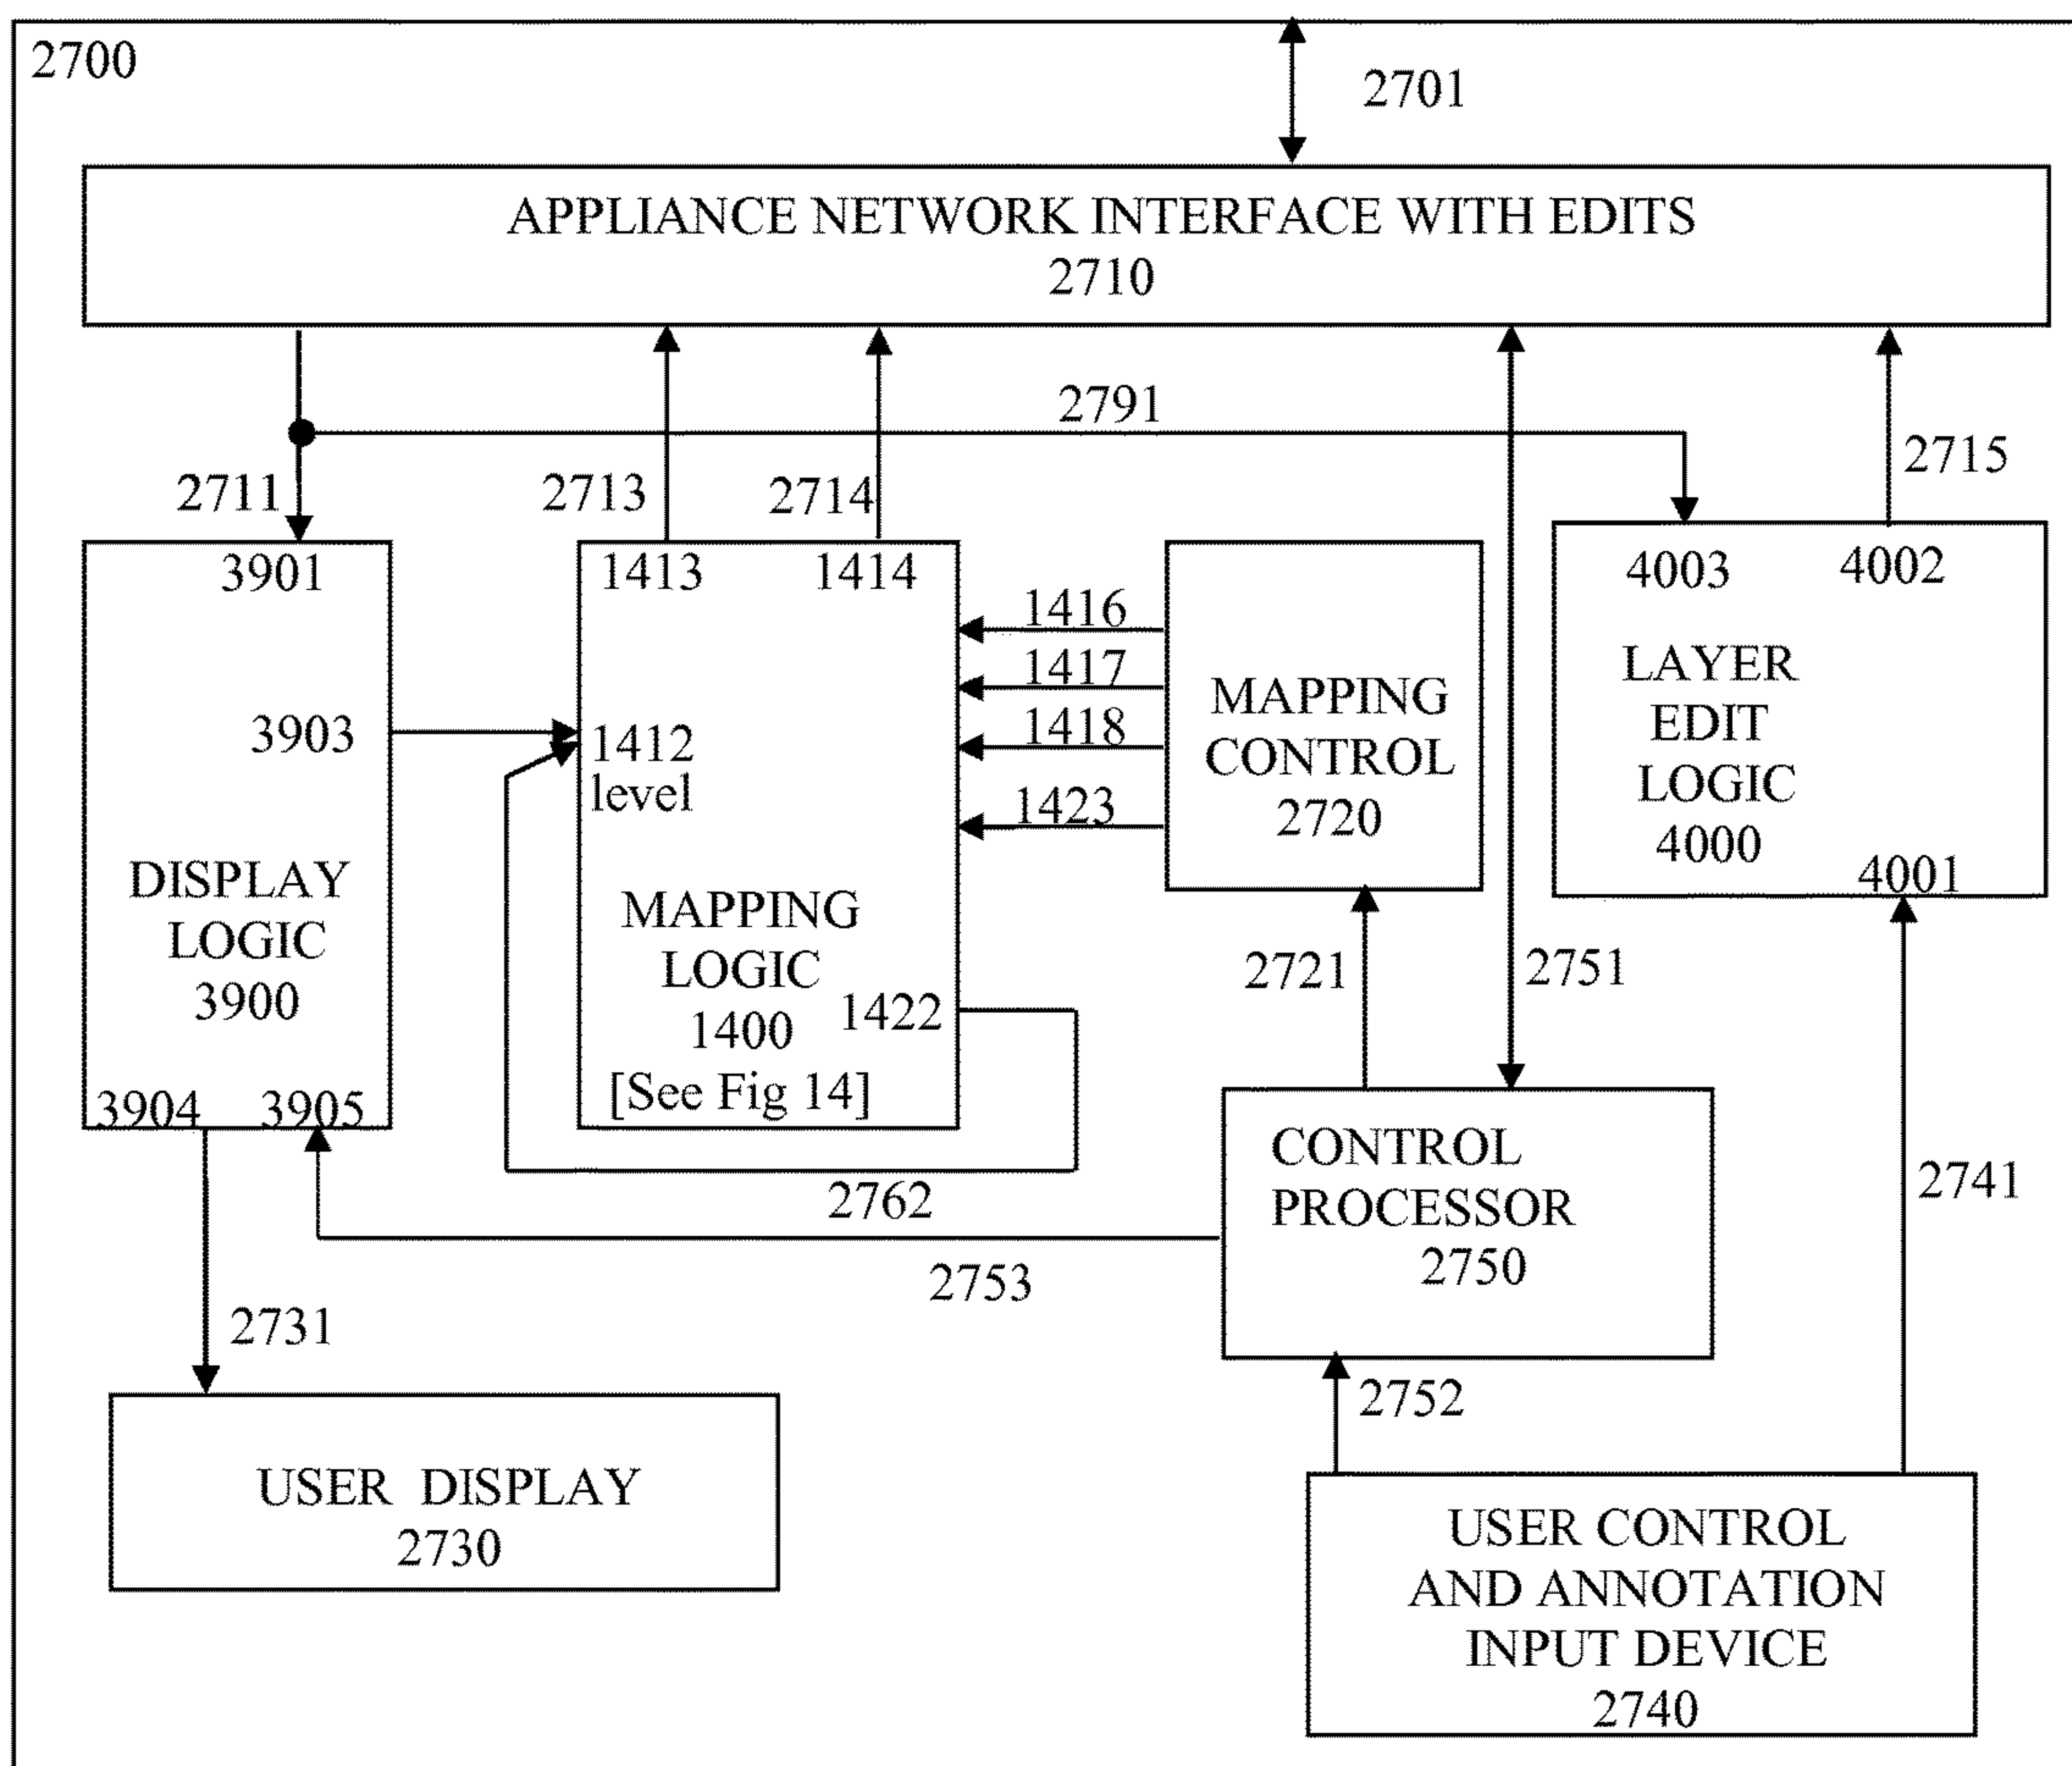 2700
2701
APPLIANCE NETWORK INTERFACE WITH EDITS
2710
2791
2711
2713
2714
2715
3901
1413
1414
4003
4002
1416
1417
1418
1423
3903
1412
level
MAPPING
CONTROL
2720
LAYER
EDIT
LOGIC
4000
4001
DISPLAY
LOGIC
3900
MAPPING
LOGIC
1400
1422
[See Fig 14]
2721
2751
3904
3905
2762
2753
CONTROL
PROCESSOR
2750
2741
2731
2752
USER DISPLAY
2730
USER CONTROL
AND ANNOTATION
INPUT DEVICE
2740